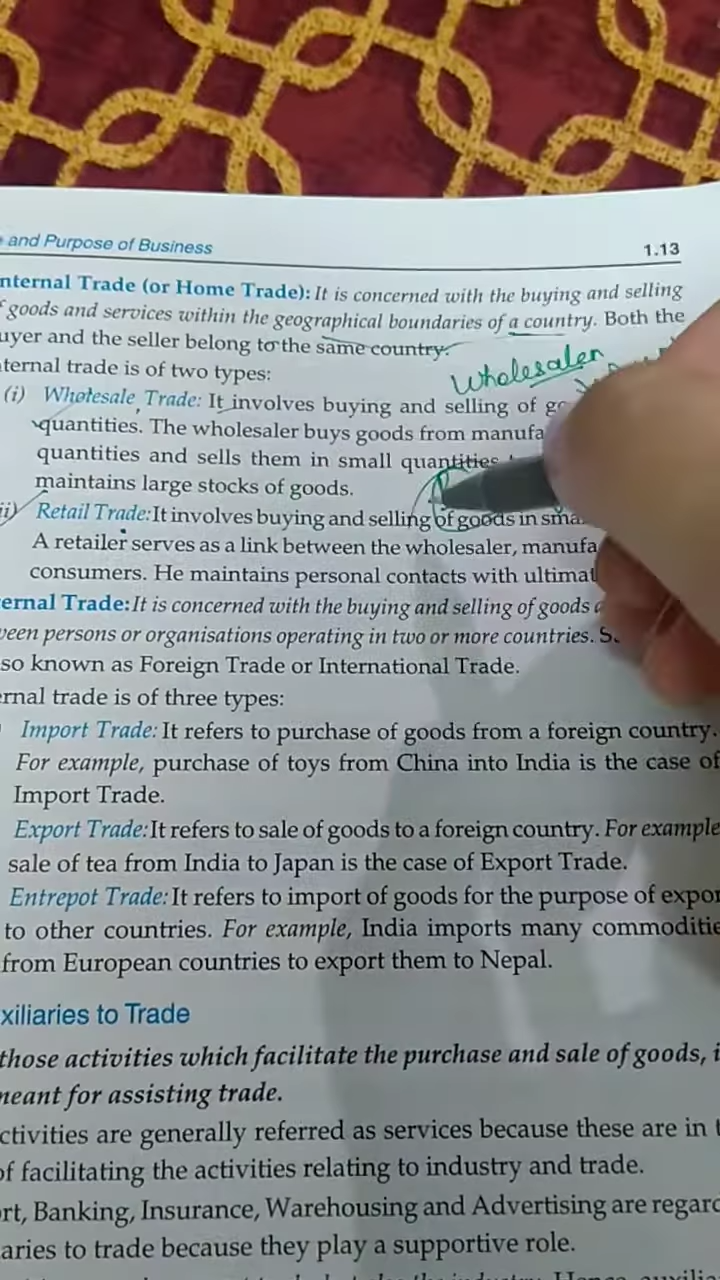 and Purpose of Business 1.13
nternal Trade (or Home Trade): It is concerned with the buying and selling
goods and services within the geographical boundaries of a country. Both the
uyer and the seller belong to the same country.
ternal trade is of two types:
Wholesaler
(i) Wholesale Trade: It involves buying and selling of go
quantities. The wholesaler buys goods from manufa
quantities and sells them in small quantities
maintains large stocks of goods.
ii) Retail Trade: It involves buying and selling of goods in sma
A retailer serves as a link between the wholesaler, manufa
consumers. He maintains personal contacts with ultimat
ernal Trade: It is concerned with the buying and selling of goods
veen persons or organisations operating in two or more countries.
so known as Foreign Trade or International Trade.
rnal trade is of three types:
Import Trade: It refers to purchase of goods from a foreign country.
For example, purchase of toys from China into India is the case of
Import Trade.
Export Trade: It refers to sale of goods to a foreign country. For example
sale of tea from India to Japan is the case of Export Trade.
Entrepot Trade: It refers to import of goods for the purpose of expor
to other countries. For example, India imports many commoditie
from European countries to export them to Nepal.
xiliaries to Trade
those activities which facilitate the purchase and sale of goods, i
meant for assisting trade.
ctivities are generally referred as services because these are in t
of facilitating the activities relating to industry and trade.
rt, Banking, Insurance, Warehousing and Advertising are regard
aries to trade because they play a supportive role.